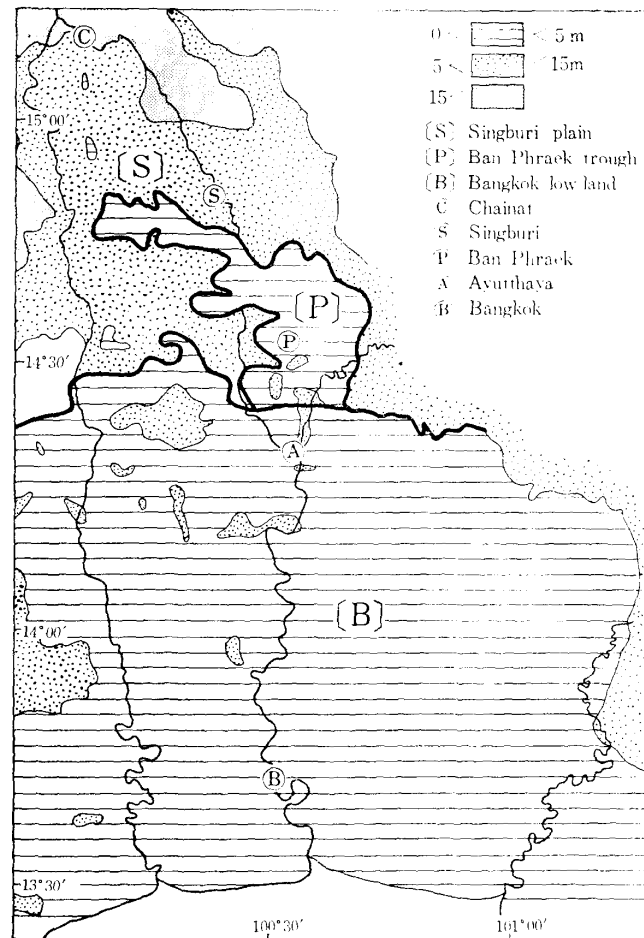 0 5 m
5 15m
15
[S] Singburi plain
[P] Ban Phraek trough
[B] Bangkok low land
C Chainat
S Singburi
P Ban Phraek
A Ayutthaya
B Bangkok
C
15°00′
[S]
S
[P]
P
14°30′
A
[B]
14°00′
B
13°30′
100°30′ 101°00′